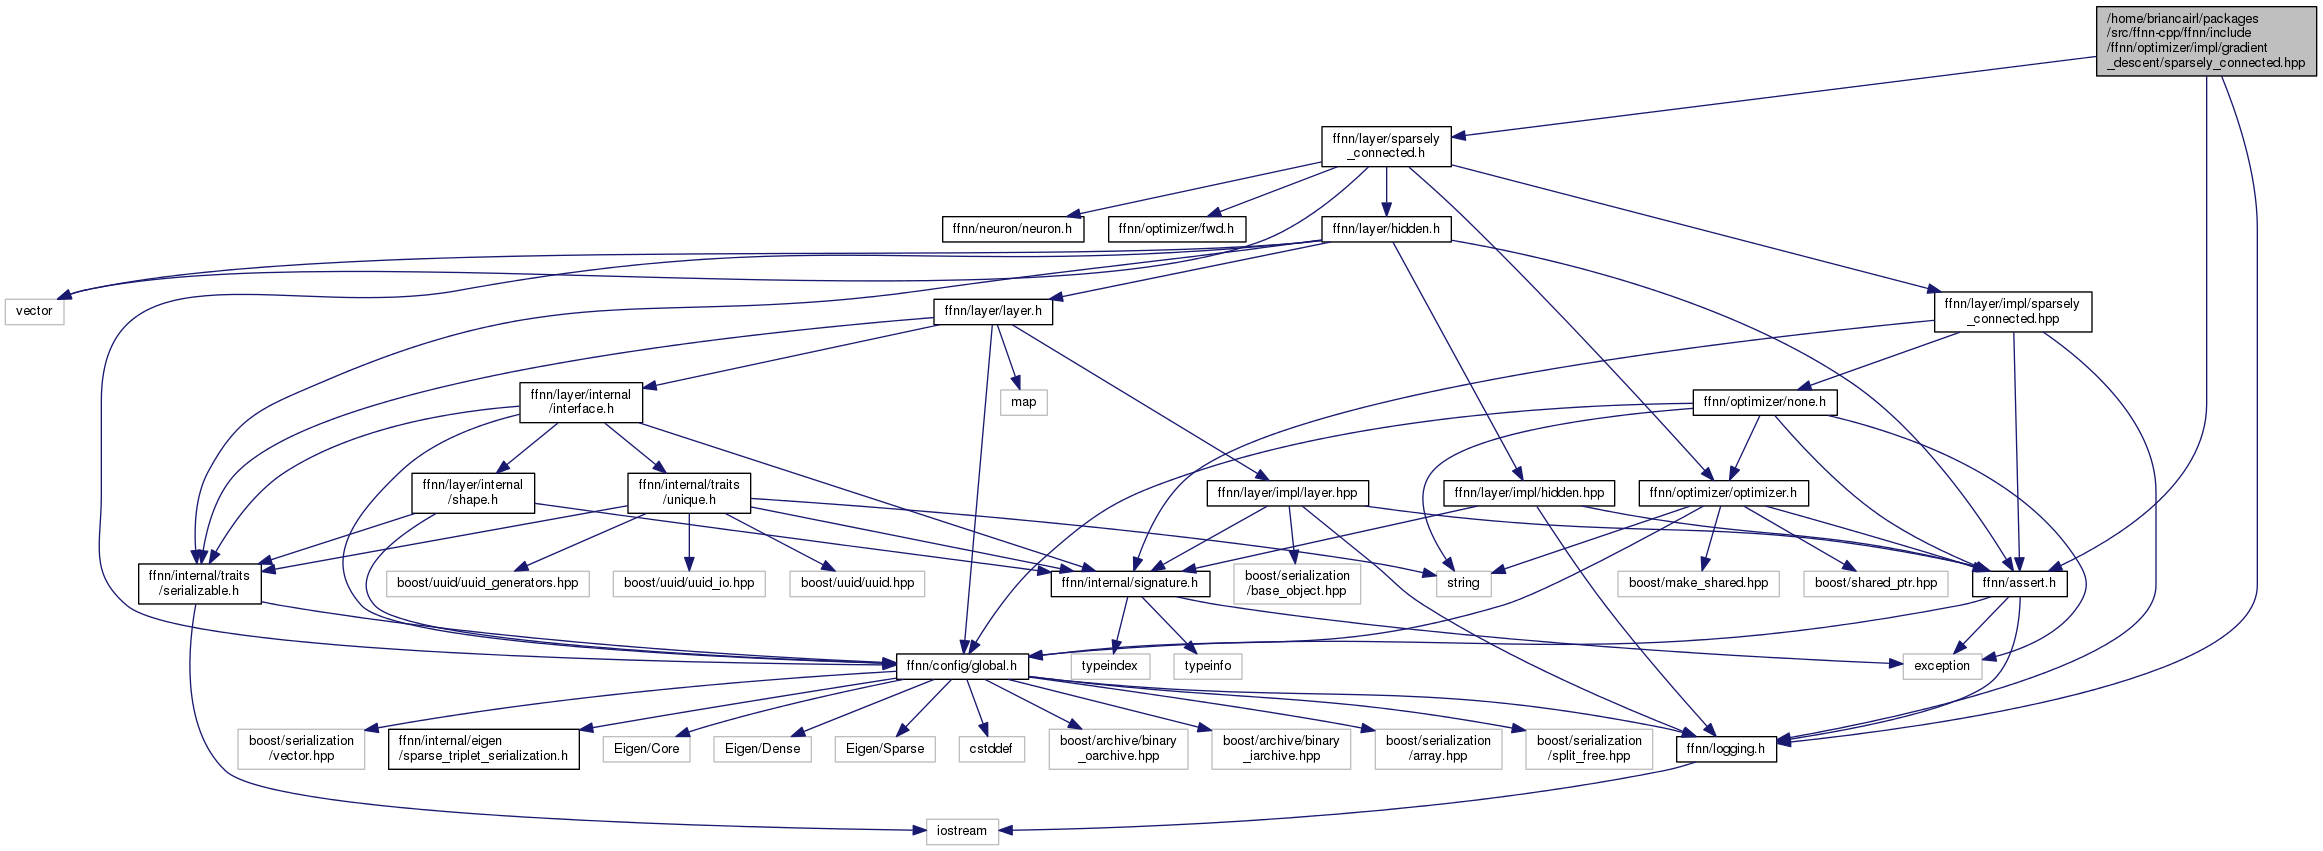 /home/briancairl/packages
/src/ffnn-cpp/ffnn/include
/ffnn/optimizer/impl/gradient
_descent/sparsely_connected.hpp
ffnn/layer/sparsely
_connected.h
ffnn/neuron/neuron.h
ffnn/optimizer/fwd.h
ffnn/layer/hidden.h
vector
ffnn/layer/layer.h
ffnn/layer/impl/sparsely
_connected.hpp
ffnn/layer/internal
/interface.h
map
ffnn/optimizer/none.h
ffnn/layer/internal
/shape.h
ffnn/internal/traits
/unique.h
ffnn/layer/impl/layer.hpp
ffnn/layer/impl/hidden.hpp
ffnn/optimizer/optimizer.h
ffnn/internal/traits
/serializable.h
boost/uuid/uuid_generators.hpp
boost/uuid/uuid_io.hpp
boost/uuid/uuid.hpp
ffnn/internal/signature.h
boost/serialization
/base_object.hpp
string
boost/make_shared.hpp
boost/shared_ptr.hpp
ffnn/assert.h
ffnn/config/global.h
typeindex
typeinfo
exception
boost/serialization
/vector.hpp
ffnn/internal/eigen
/sparse_triplet_serialization.h
Eigen/Core
Eigen/Dense
Eigen/Sparse
cstddef
boost/archive/binary
_oarchive.hpp
boost/archive/binary
_iarchive.hpp
boost/serialization
/array.hpp
boost/serialization
/split_free.hpp
ffnn/logging.h
iostream